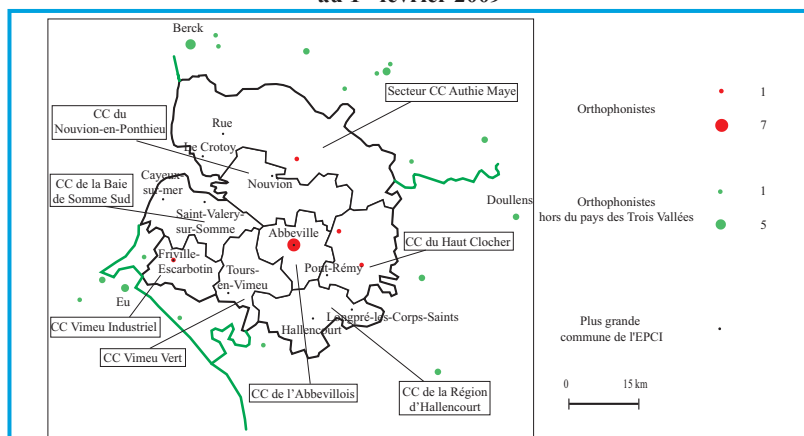 au 1er février 2009
Berck
Secteur CC Authie Maye
CC du
Nouvion-en-Ponthieu
Rue
Le Crotoy
Nouvion
Cayeux-
sur-mer
CC de la Baie
de Somme Sud
Saint-Valery-
sur-Somme
Abbeville
Doullens
CC du Haut Clocher
Friville-
Escarbotin
Tours-
en-Vimeu
Pont-Rémy
Eu
CC Vimeu Industriel
Hallencourt
Longpré-les-Corps-Saints
CC Vimeu Vert
CC de l'Abbevillois
CC de la Région
d'Hallencourt
Orthophonistes
1
7
Orthophonistes
hors du pays des Trois Vallées
1
5
Plus grande
commune de l'EPCI
0 15 km